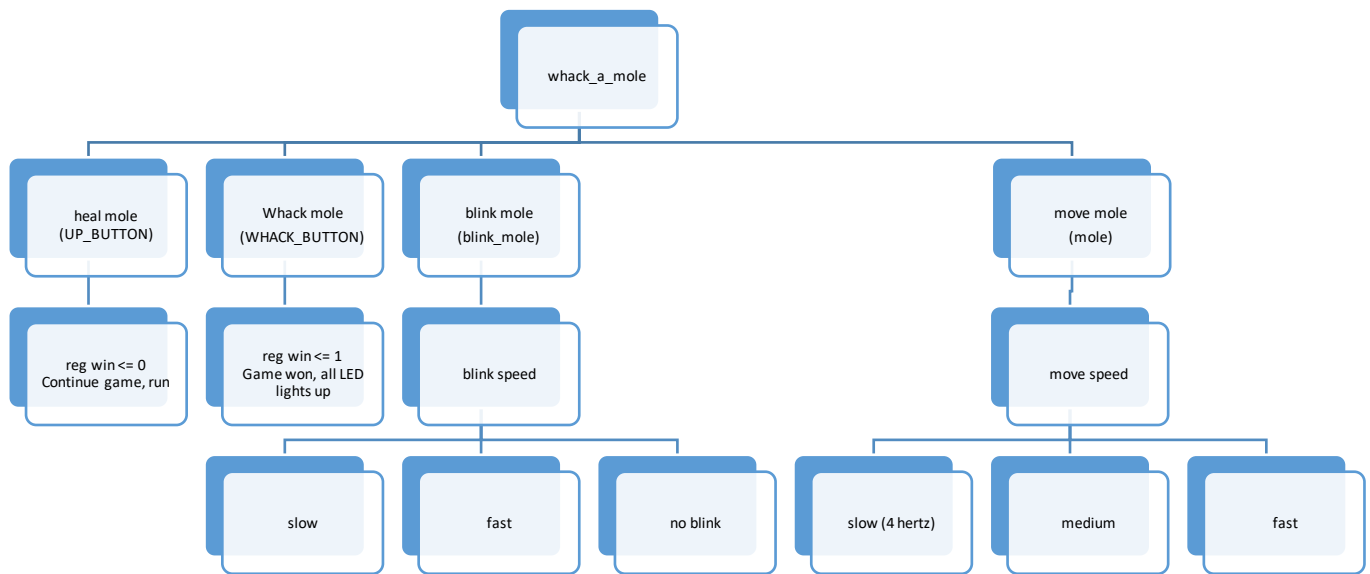 whack_a_mole
heal mole
(UP_BUTTON)
Whack mole
(WHACK_BUTTON)
blink mole
(blink_mole)
move mole
(mole)
reg win <= 0
Continue game, run
reg win <= 1
Game won, all LED
lights up
blink speed
move speed
slow
fast
no blink
slow (4 hertz)
medium
fast